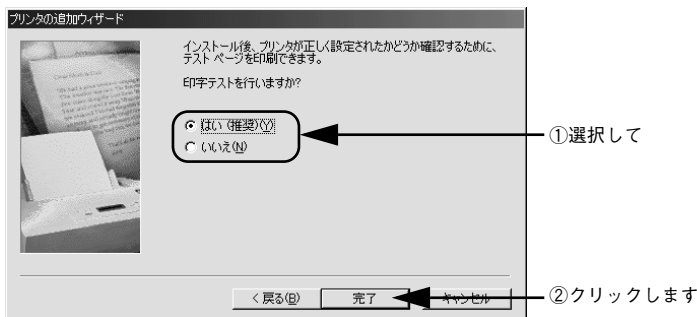 プリンタの追加ウィザード
インストール後、プリンタが正しく設定されたかどうか確認するために、
テスト ページを印刷できます。
印字テストを行いますか?
はい (推奨)(Y)
いいえ(N)
①選択して
< 戻る(B)
完了
キャンセル
②クリックします